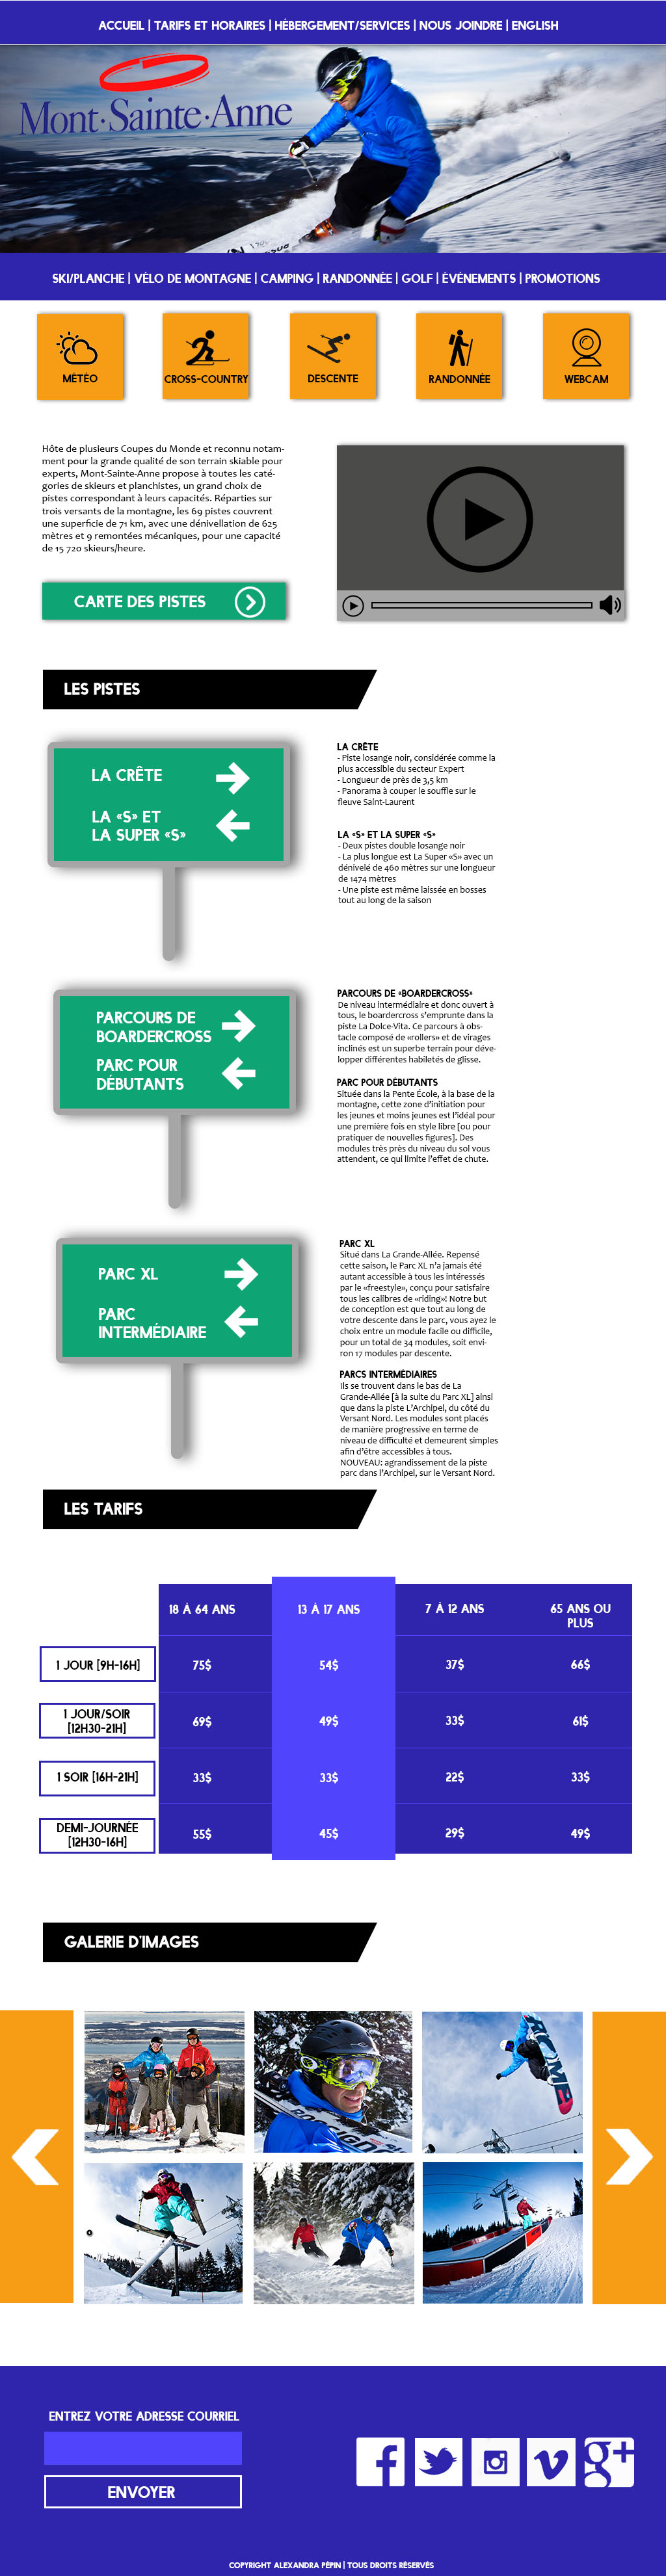 ACCUEIL | TARIFS ET HORAIRES | HÉBERGEMENT/SERVICES | NOUS JOINDRE | ENGLISH
Mont·Sainte·Anne
SKI/PLANCHE | VÉLO DE MONTAGNE | CAMPING | RANDONNÉE | GOLF | ÉVÉNEMENTS | PROMOTIONS
MÉTÉO
CROSS-COUNTRY
DESCENTE
RANDONNÉE
WEBCAM
Hôte de plusieurs Coupes du Monde et reconnu notam-
ment pour la grande qualité de son terrain skiable pour
experts, Mont-Sainte-Anne propose à toutes les caté-
gories de skieurs et planchistes, un grand choix de
pistes correspondant à leurs capacités. Réparties sur
trois versants de la montagne, les 69 pistes couvrent
une superficie de 71 km, avec une dénivellation de 625
mètres et 9 remontées mécaniques, pour une capacité
de 15 720 skieurs/heure.
CARTE DES PISTES
LES PISTES
LA CRÊTE
LA «S» ET
LA SUPER «S»
LA CRÊTE
- Piste losange noir, considérée comme la
plus accessible du secteur Expert
- Longueur de près de 3,5 km
- Panorama à couper le souffle sur le
fleuve Saint-Laurent
LA «S» ET LA SUPER «S»
- Deux pistes double losange noir
- La plus longue est La Super «S» avec un
dénivelé de 460 mètres sur une longueur
de 1474 mètres
- Une piste est même laissée en bosses
tout au long de la saison
PARCOURS DE
BOARDERCROSS
PARC POUR
DÉBUTANTS
PARCOURS DE «BOARDERCROSS»
De niveau intermédiaire et donc ouvert à
tous, le boardercross s'emprunte dans la
piste La Dolce-Vita. Ce parcours à obs-
tacle composé de «rollers» et de virages
inclinés est un superbe terrain pour déve-
lopper différentes habiletés de glisse.
PARC POUR DÉBUTANTS
Située dans la Pente École, à la base de la
montagne, cette zone d'initiation pour
les jeunes et moins jeunes est l'idéal pour
une première fois en style libre [ou pour
pratiquer de nouvelles figures]. Des
modules très près du niveau du sol vous
attendent, ce qui limite l'effet de chute.
PARC XL
PARC
INTERMÉDIAIRE
PARC XL
Situé dans La Grande-Allée. Repensé
cette saison, le Parc XL n'a jamais été
autant accessible à tous les intéressés
par le «freestyle», conçu pour satisfaire
tous les calibres de «riding»! Notre but
de conception est que tout au long de
votre descente dans le parc, vous ayez le
choix entre un module facile ou difficile,
pour un total de 34 modules, soit envi-
ron 17 modules par descente.
PARCS INTERMÉDIAIRES
Ils se trouvent dans le bas de La
Grande-Allée [à la suite du Parc XL] ainsi
que dans la piste L'Archipel, du côté du
Versant Nord. Les modules sont placés
de manière progressive en terme de
niveau de difficulté et demeurent simples
afin d'être accessibles à tous.
NOUVEAU: agrandissement de la piste
parc dans l'Archipel, sur le Versant Nord.
LES TARIFS
18 À 64 ANS 13 À 17 ANS 7 À 12 ANS 65 ANS OU
PLUS
1 JOUR [9H-16H] 75$ 54$ 37$ 66$
1 JOUR/SOIR
[12H30-21H] 69$ 49$ 33$ 61$
1 SOIR [16H-21H] 33$ 33$ 22$ 33$
DEMI-JOURNÉE
[12H30-16H] 55$ 45$ 29$ 49$
GALERIE D'IMAGES
ROSSIGNOL
ENTREZ VOTRE ADRESSE COURRIEL
ENVOYER
f
v
g+
COPYRIGHT ALEXANDRA PÉPIN | TOUS DROITS RÉSERVÉS